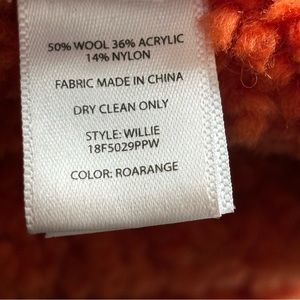 50% WOOL 36% ACRYLIC
14% NYLON
FABRIC MADE IN CHINA
DRY CLEAN ONLY
STYLE: WILLIE
18F5029PPW
COLOR: ROARANGE